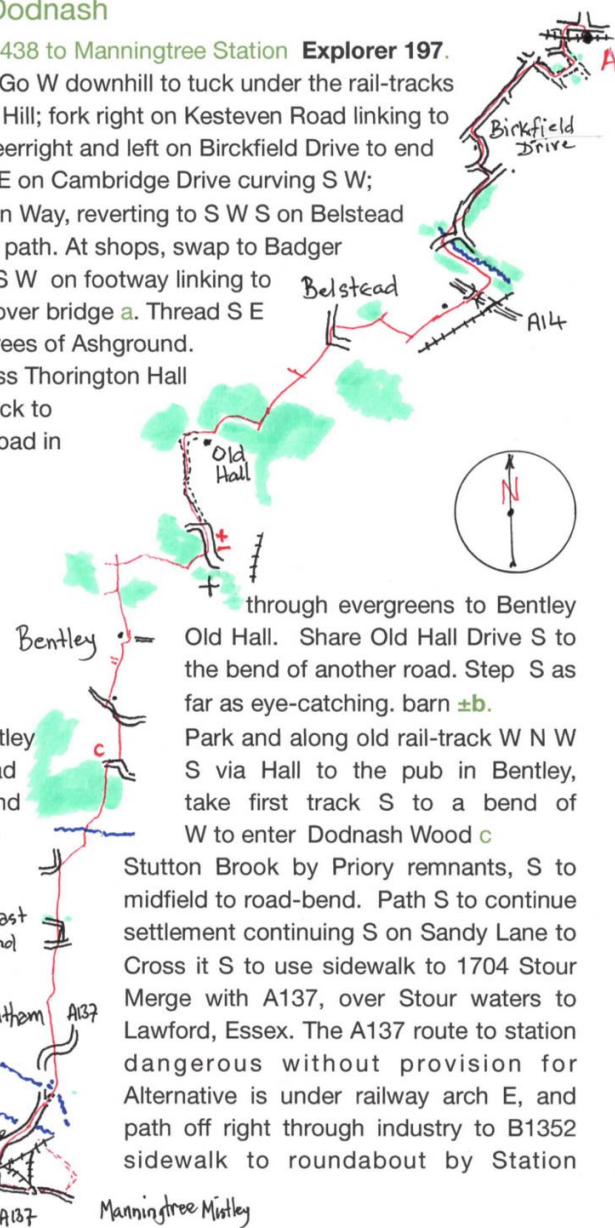 Dodnash
438 to Manningtree Station Explorer 197.
Go W downhill to tuck under the rail-tracks
Hill; fork right on Kesteven Road linking to
eerright and left on Birckfield Drive to end
E on Cambridge Drive curving S W;
n Way, reverting to S W S on Belstead
path. At shops, swap to Badger
S W on footway linking to
over bridge a. Thread S E
rees of Ashground.
ss Thorington Hall
ck to
oad in
A
Birkfield
Drive
Belstead
A14
Old
Hall
N
±
through evergreens to Bentley
Old Hall. Share Old Hall Drive S to
the bend of another road. Step S as
far as eye-catching. barn ±b.
Bentley
tley
ad
nd
c
Park and along old rail-track W N W
S via Hall to the pub in Bentley,
take first track S to a bend of
W to enter Dodnash Wood c
Stutton Brook by Priory remnants, S to
midfield to road-bend. Path S to continue
settlement continuing S on Sandy Lane to
Cross it S to use sidewalk to 1704 Stour
Merge with A137, over Stour waters to
Lawford, Essex. The A137 route to station
dangerous without provision for
Alternative is under railway arch E, and
path off right through industry to B1352
sidewalk to roundabout by Station
ast
nd
tham A137
A137
Manningtree Mistley